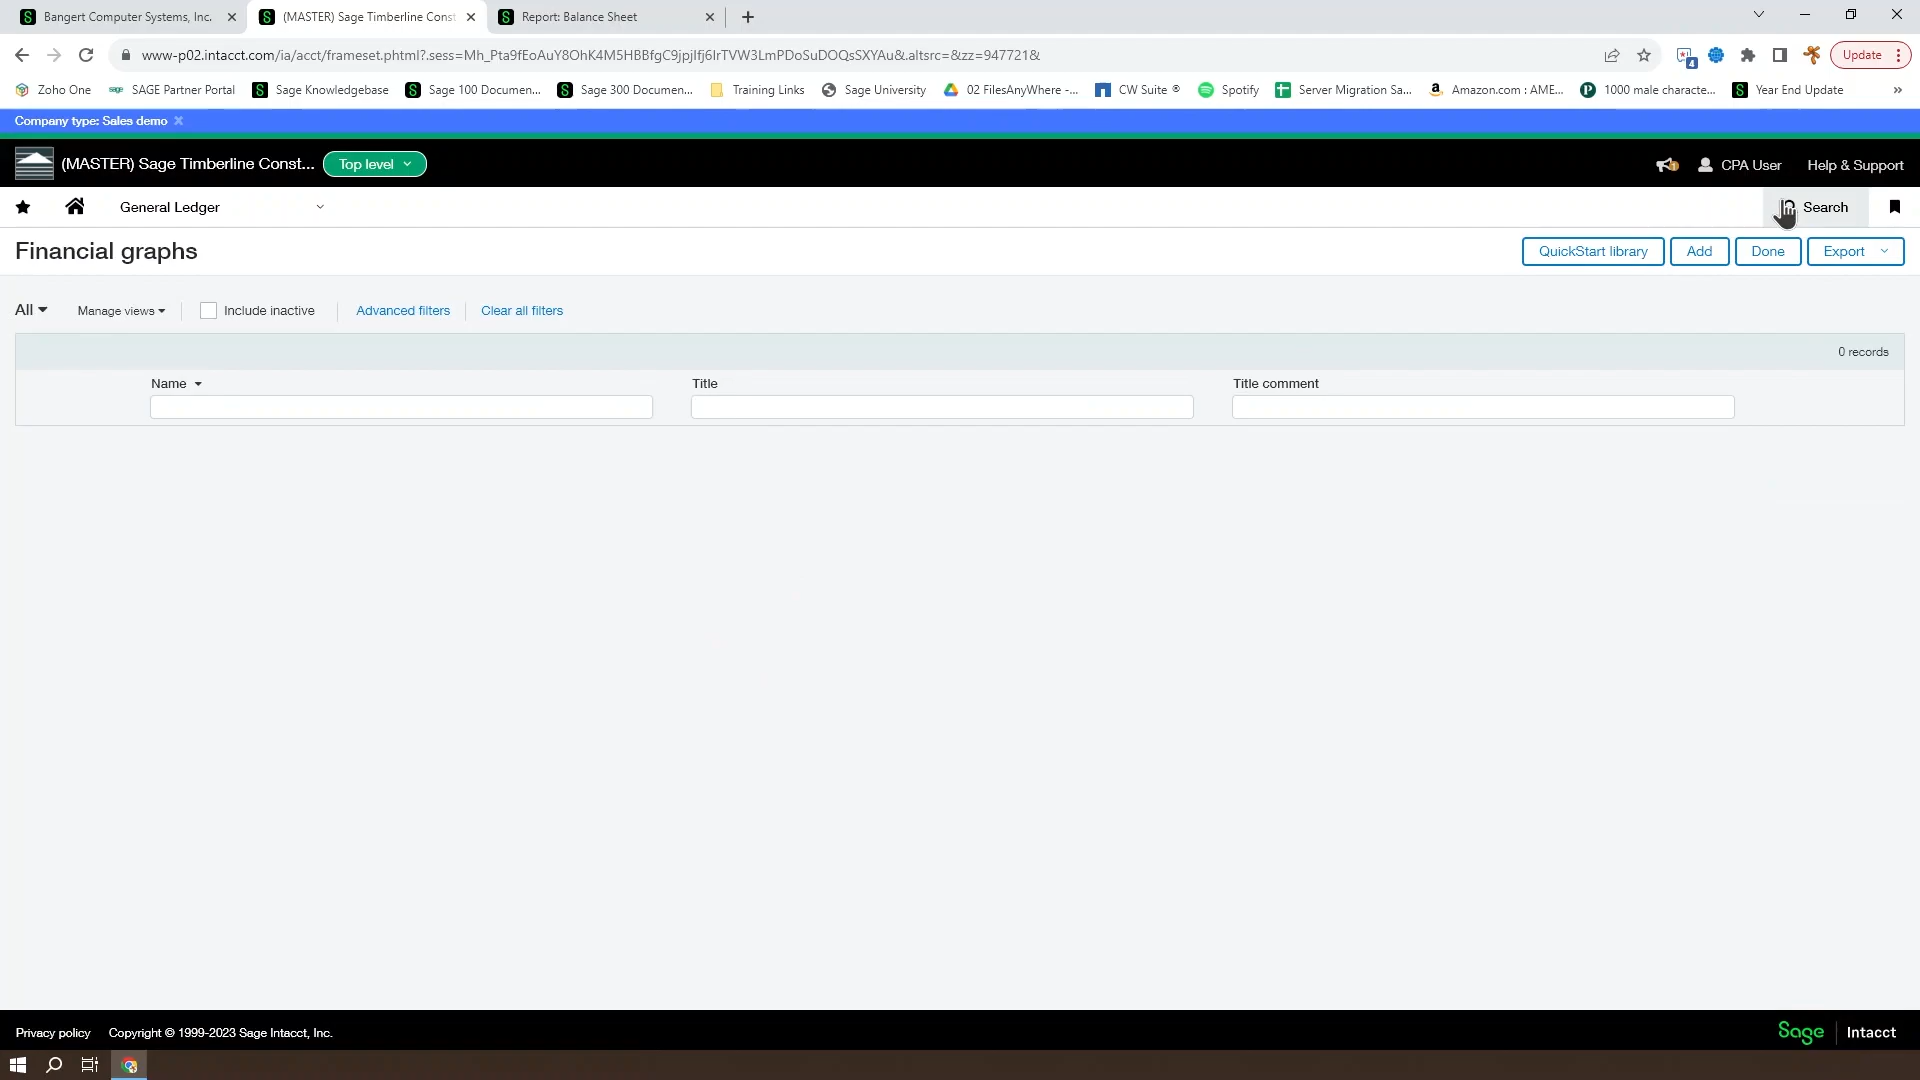 Bangert Computer Systems, Inc.
(MASTER) Sage Timberline Const
Report: Balance Sheet
www-p02.intacct.com/ia/acct/frameset.phtml?.sess=Mh_Pta9fEoAuY8OhK4M5HBBfgC9jpjIfj6IrTVW3LmPDoSuDOQsSXYAu&.altsrc=&zz=947721&
4
Update
Zoho One
SAGE Partner Portal
Sage Knowledgebase
Sage 100 Documen...
Sage 300 Documen...
Training Links
Sage University
02 FilesAnyWhere -...
CW Suite ®
Spotify
Server Migration Sa...
Amazon.com : AME...
1000 male characte...
Year End Update
»
Company type: Sales demo
(MASTER) Sage Timberline Const...
Top level
CPA User
Help & Support
General Ledger
Search
Financial graphs
QuickStart library
Add
Done
Export
All
Manage views
Include inactive
Advanced filters
Clear all filters
0 records
Name
Title
Title comment
Privacy policy
Copyright © 1999-2023 Sage Intacct, Inc.
Sage
Intacct